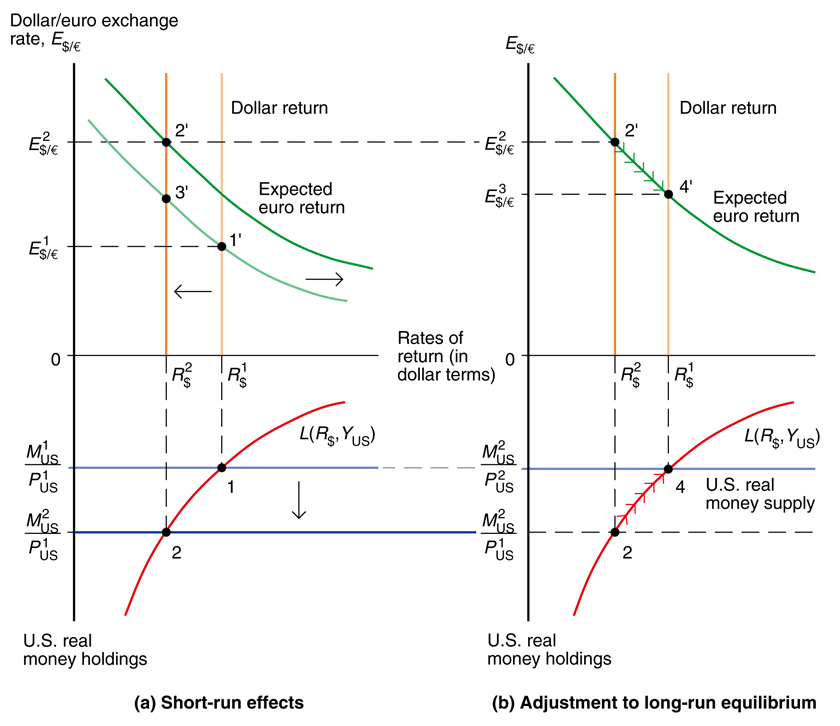 Dollar/euro exchange
rate, E$/€
E$/€
Dollar return
Dollar return
2'
2'
E²$/€
E²$/€
3'
4'
Expected
euro return
E³$/€
Expected
euro return
E¹$/€
1'
Rates of
return (in
dollar terms)
0
0
R²$
R¹$
R²$
R¹$
L(R$, YUS)
L(R$, YUS)
M¹US
P¹US
1
M²US
P²US
4
U.S. real
money supply
M²US
P¹US
2
M²US
P¹US
2
U.S. real
money holdings
U.S. real
money holdings
(a) Short-run effects
(b) Adjustment to long-run equilibrium